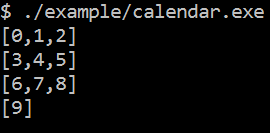 $ ./example/calendar.exe
[0,1,2]
[3,4,5]
[6,7,8]
[9]